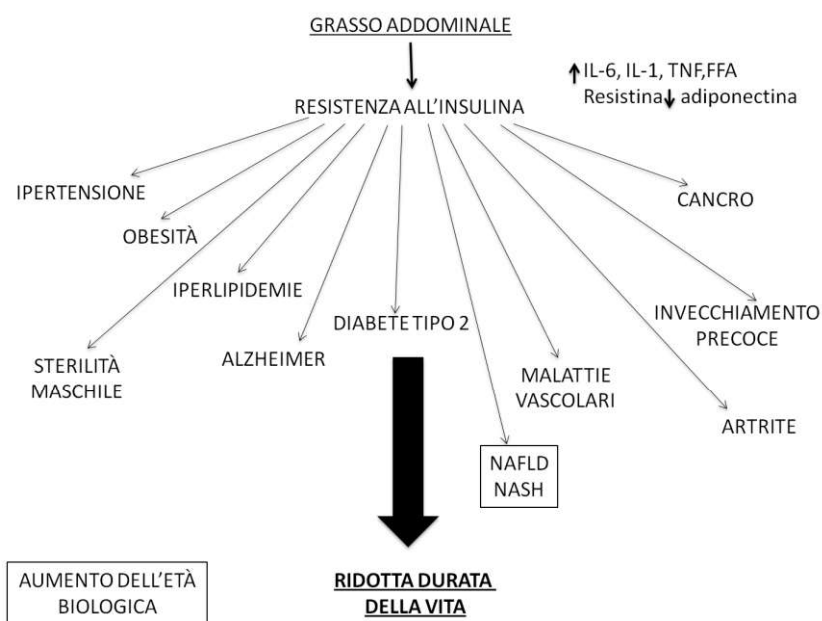 GRASSO ADDOMINALE
↑IL-6, IL-1, TNF,FFA
Resistina↓ adiponectina
RESISTENZA ALL'INSULINA
IPERTENSIONE
CANCRO
OBESITÀ
IPERLIPIDEMIE
INVECCHIAMENTO
PRECOCE
DIABETE TIPO 2
STERILITÀ
MASCHILE
ALZHEIMER
MALATTIE
VASCOLARI
ARTRITE
NAFLD
NASH
AUMENTO DELL'ETÀ
BIOLOGICA
RIDOTTA DURATA
DELLA VITA